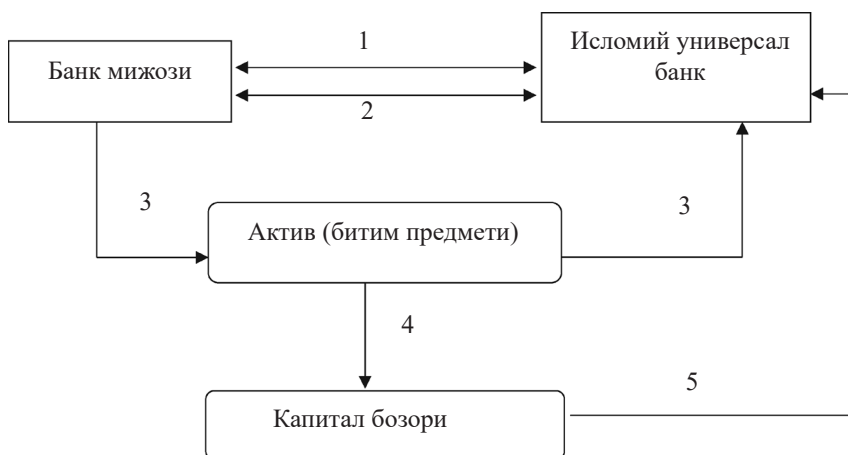 1
Банк мижози
Исломий универсал
банк
2
3
3
Актив (битим предмети)
4
5
Капитал бозори